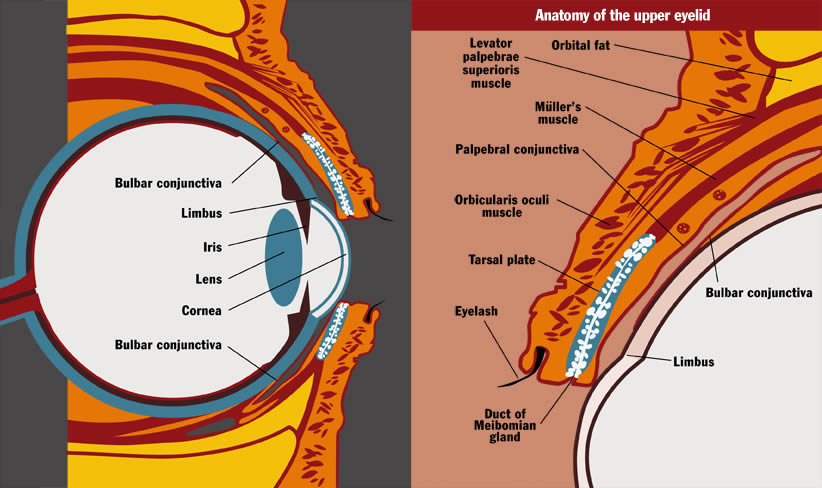 Bulbar conjunctiva
Limbus
Iris
Lens
Cornea
Bulbar conjunctiva
Anatomy of the upper eyelid
Levator
palpebrae
superioris
muscle
Orbital fat
Müller's
muscle
Palpebral conjunctiva
Orbicularis oculi
muscle
Tarsal plate
Bulbar conjunctiva
Eyelash
Limbus
Duct of
Meibomian
gland